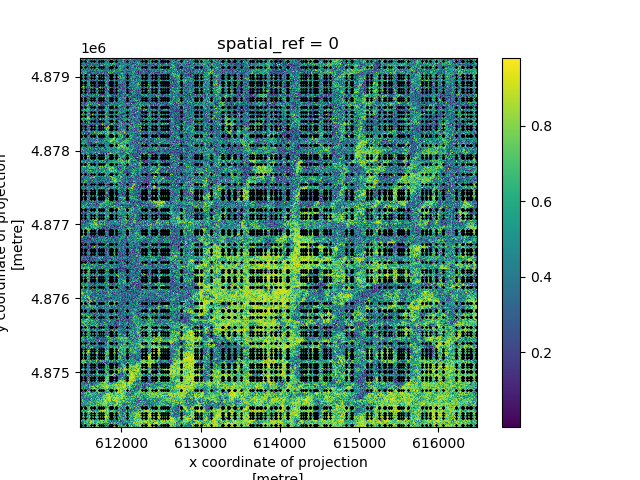 spatial_ref = 0
1e6
4.879
4.878
4.877
4.876
4.875
y coordinate of projection
[metre]
612000 613000 614000 615000 616000
x coordinate of projection
[metre]
0.8
0.6
0.4
0.2